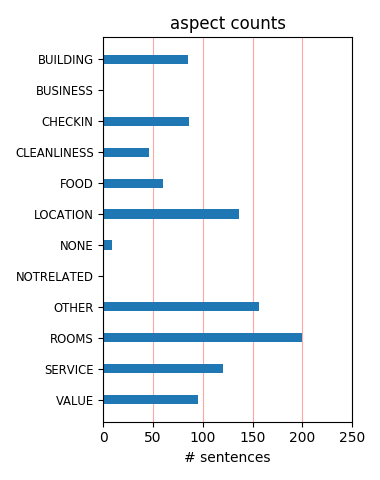 aspect counts
BUILDING
BUSINESS
CHECKIN
CLEANLINESS
FOOD
LOCATION
NONE
NOTRELATED
OTHER
ROOMS
SERVICE
VALUE
0 50 100 150 200 250
# sentences